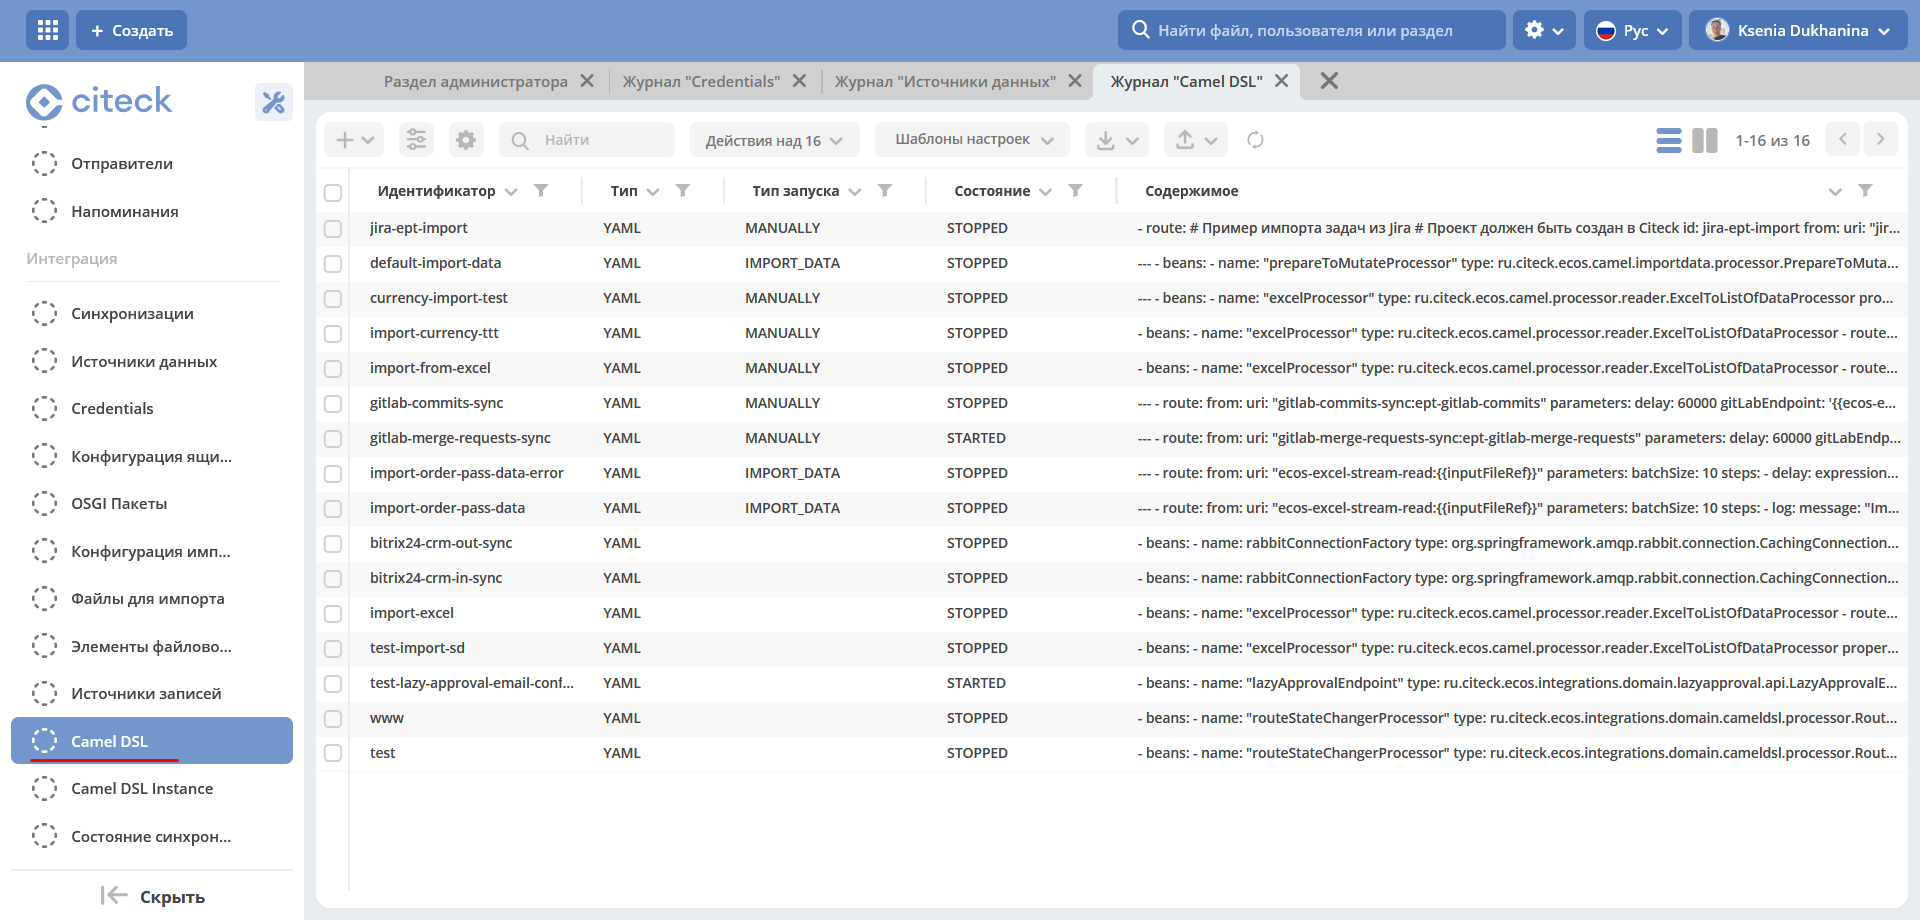 Создать
Найти файл, пользователя или раздел
Рус
Ksenia Dukhanina
citeck
Раздел администратора
Журнал "Credentials"
Журнал "Источники данных"
Журнал "Camel DSL"
Отправители
Напоминания
Интеграция
Синхронизации
Источники данных
Credentials
Конфигурация ящи...
OSGI Пакеты
Конфигурация имп...
Файлы для импорта
Элементы файлово...
Источники записей
Camel DSL
Camel DSL Instance
Состояние синхрон...
Скрыть
Найти
Действия над 16
Шаблоны настроек
1-16 из 16
Идентификатор Тип Тип запуска Состояние Содержимое
jira-ept-import YAML MANUALLY STOPPED - route: # Пример импорта задач из Jira # Проект должен быть создан в Citeck id: jira-ept-import from: uri: "jir...
default-import-data YAML IMPORT_DATA STOPPED --- - beans: - name: "prepareToMutateProcessor" type: ru.citeck.ecos.camel.importdata.processor.PrepareToMuta...
currency-import-test YAML MANUALLY STOPPED --- - beans: - name: "excelProcessor" type: ru.citeck.ecos.camel.processor.reader.ExcelToListOfDataProcessor pro...
import-currency-ttt YAML MANUALLY STOPPED - beans: - name: "excelProcessor" type: ru.citeck.ecos.camel.processor.reader.ExcelToListOfDataProcessor - route...
import-from-excel YAML MANUALLY STOPPED - beans: - name: "excelProcessor" type: ru.citeck.ecos.camel.processor.reader.ExcelToListOfDataProcessor - route...
gitlab-commits-sync YAML MANUALLY STOPPED --- - route: from: uri: "gitlab-commits-sync:ept-gitlab-commits" parameters: delay: 60000 gitLabEndpoint: '{{ecos-e...
gitlab-merge-requests-sync YAML MANUALLY STARTED --- - route: from: uri: "gitlab-merge-requests-sync:ept-gitlab-merge-requests" parameters: delay: 60000 gitLabEndp...
import-order-pass-data-error YAML IMPORT_DATA STOPPED --- - route: from: uri: "ecos-excel-stream-read:{{inputFileRef}}" parameters: batchSize: 10 steps: - delay: expression...
import-order-pass-data YAML IMPORT_DATA STOPPED --- - route: from: uri: "ecos-excel-stream-read:{{inputFileRef}}" parameters: batchSize: 10 steps: - log: message: "Im...
bitrix24-crm-out-sync YAML STOPPED - beans: - name: rabbitConnectionFactory type: org.springframework.amqp.rabbit.connection.CachingConnection...
bitrix24-crm-in-sync YAML STOPPED - beans: - name: rabbitConnectionFactory type: org.springframework.amqp.rabbit.connection.CachingConnection...
import-excel YAML STOPPED - beans: - name: "excelProcessor" type: ru.citeck.ecos.camel.processor.reader.ExcelToListOfDataProcessor - route...
test-import-sd YAML STOPPED - beans: - name: "excelProcessor" type: ru.citeck.ecos.camel.processor.reader.ExcelToListOfDataProcessor proper...
test-lazy-approval-email-conf... YAML STARTED - beans: - name: "lazyApprovalEndpoint" type: ru.citeck.ecos.integrations.domain.lazyapproval.api.LazyApprovalE...
www YAML STOPPED - beans: - name: "routeStateChangerProcessor" type: ru.citeck.ecos.integrations.domain.cameldsl.processor.Rout...
test YAML STOPPED - beans: - name: "routeStateChangerProcessor" type: ru.citeck.ecos.integrations.domain.cameldsl.processor.Rout...